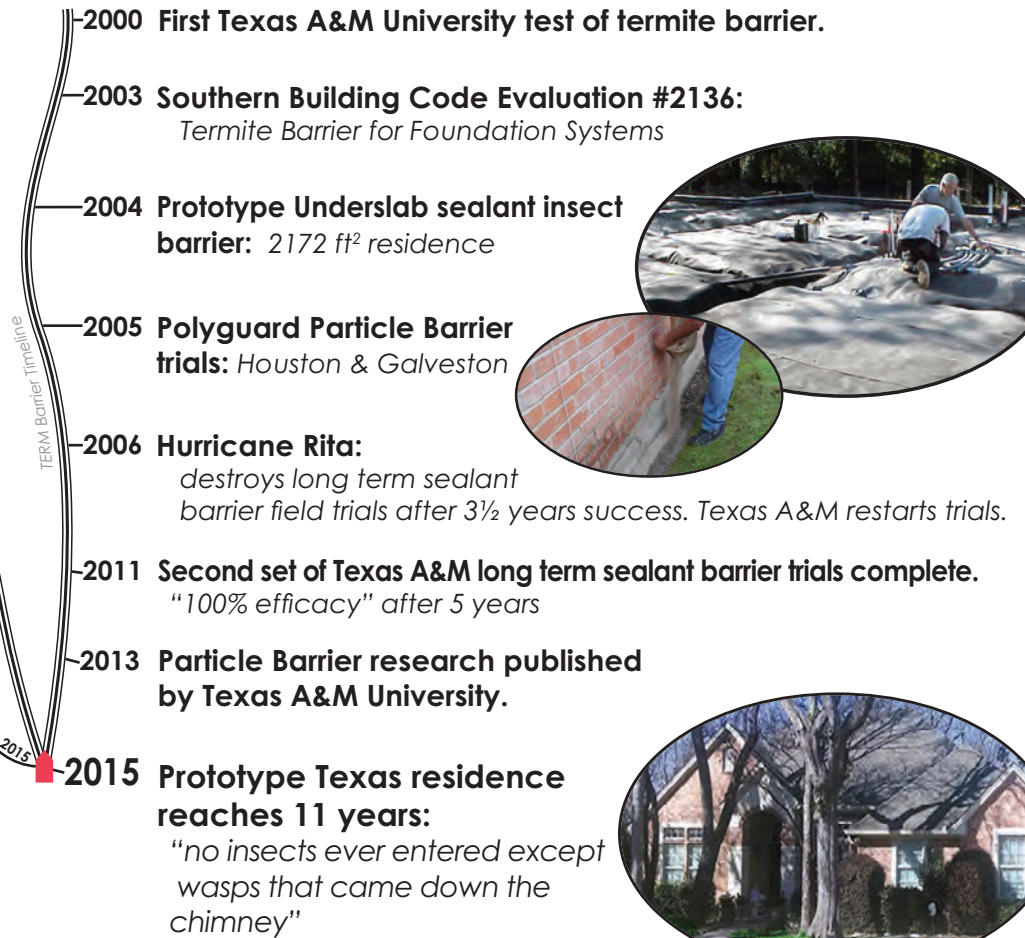 2000 First Texas A&M University test of termite barrier.
2003 Southern Building Code Evaluation #2136:
Termite Barrier for Foundation Systems
2004 Prototype Underslab sealant insect
barrier: 2172 ft² residence
2005 Polyguard Particle Barrier
trials: Houston & Galveston
TERM Barrier Timeline
2006 Hurricane Rita:
destroys long term sealant
barrier field trials after 3½ years success. Texas A&M restarts trials.
2011 Second set of Texas A&M long term sealant barrier trials complete.
“100% efficacy” after 5 years
2013 Particle Barrier research published
by Texas A&M University.
2015
2015 Prototype Texas residence
reaches 11 years:
“no insects ever entered except
wasps that came down the
chimney”